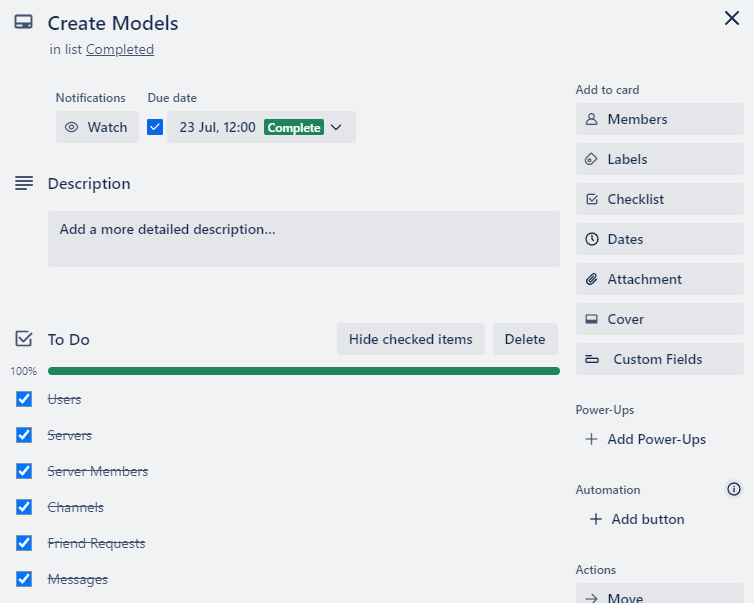 Create Models
in list Completed
Notifications
Due date
Watch
23 Jul, 12:00 Complete
Description
Add a more detailed description...
To Do
Hide checked items
Delete
100%
Users
Servers
Server Members
Channels
Friend Requests
Messages
Add to card
Members
Labels
Checklist
Dates
Attachment
Cover
Custom Fields
Power-Ups
Add Power-Ups
Automation
Add button
Actions
Move